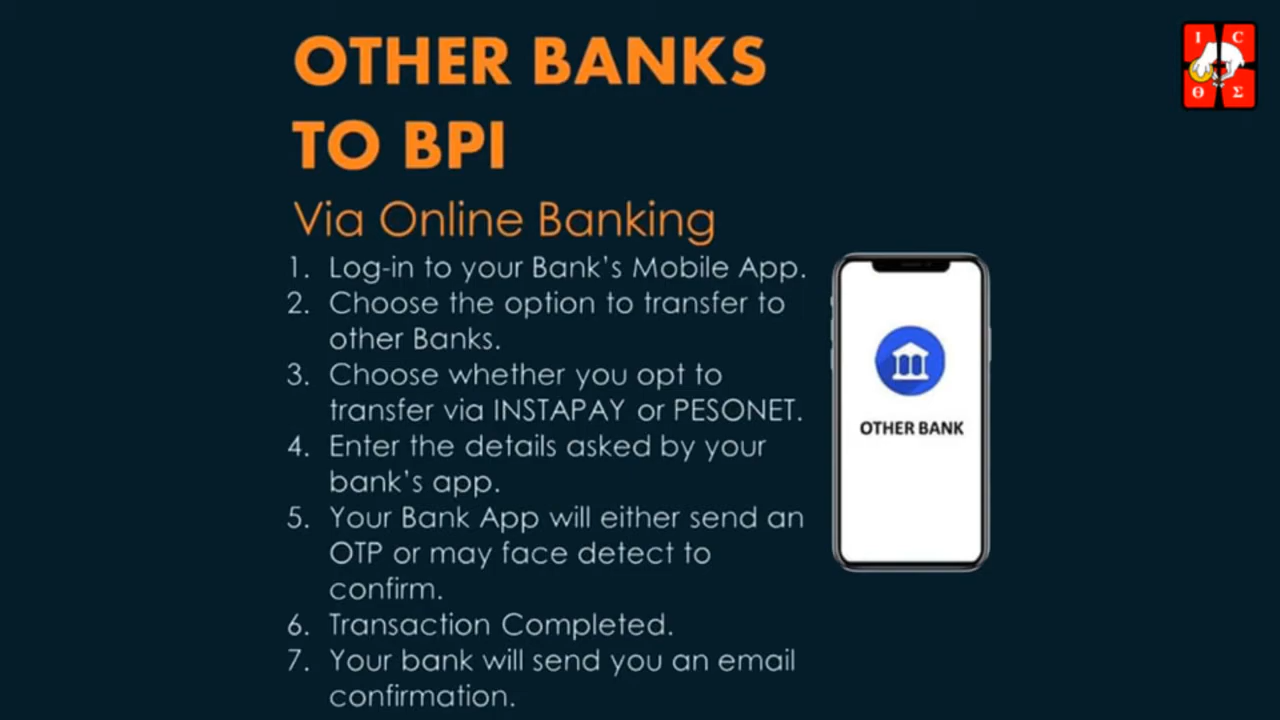 OTHER BANKS
TO BPI
Via Online Banking
1. Log-in to your Bank's Mobile App.
2. Choose the option to transfer to
other Banks.
3. Choose whether you opt to
transfer via INSTAPAY or PESONET.
4. Enter the details asked by your
bank's app.
5. Your Bank App will either send an
OTP or may face detect to
confirm.
6. Transaction Completed.
7. Your bank will send you an email
confirmation.
OTHER BANK
I C
Θ Σ